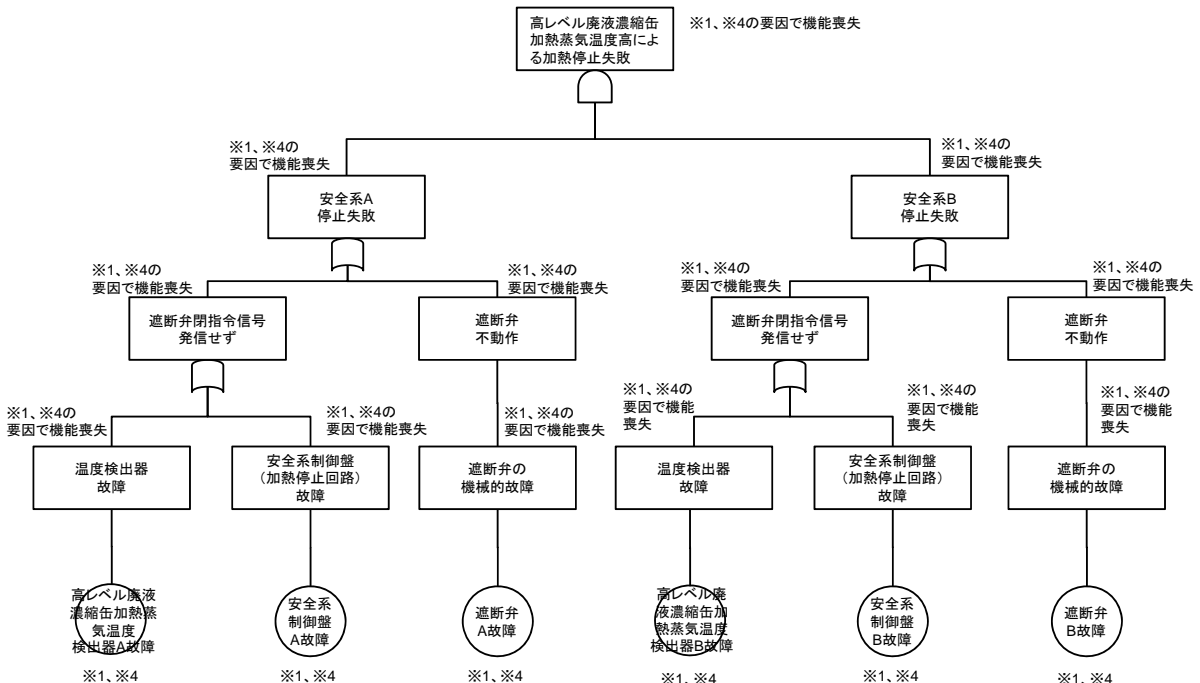 高レベル廃液濃縮缶
加熱蒸気温度高によ
る加熱停止失敗
※1、※4の要因で機能喪失
※1、※4の
要因で機能喪失
※1、※4の
要因で機能喪失
安全系A
停止失敗
安全系B
停止失敗
※1、※4の
要因で機能喪失
※1、※4の
要因で機能喪失
※1、※4の
要因で機能喪失
※1、※4の
要因で機能喪失
遮断弁閉指令信号
発信せず
遮断弁
不動作
遮断弁閉指令信号
発信せず
遮断弁
不動作
※1、※4の
要因で機能喪失
※1、※4の
要因で機能喪失
※1、※4の
要因で機能喪失
※1、※4の
要因で機能
喪失
※1、※4の
要因で機能
喪失
※1、※4の
要因で機能
喪失
温度検出器
故障
安全系制御盤
(加熱停止回路)
故障
遮断弁の
機械的故障
温度検出器
故障
安全系制御盤
(加熱停止回路)
故障
遮断弁の
機械的故障
高レベル廃液
濃縮缶加熱蒸
気温度
検出器A故障
安全系
制御盤
A故障
遮断弁
A故障
高レベル廃
液濃縮缶加
熱蒸気温度
検出器B故障
安全系
制御盤
B故障
遮断弁
B故障
※1、※4
※1、※4
※1、※4
※1、※4
※1、※4
※1、※4